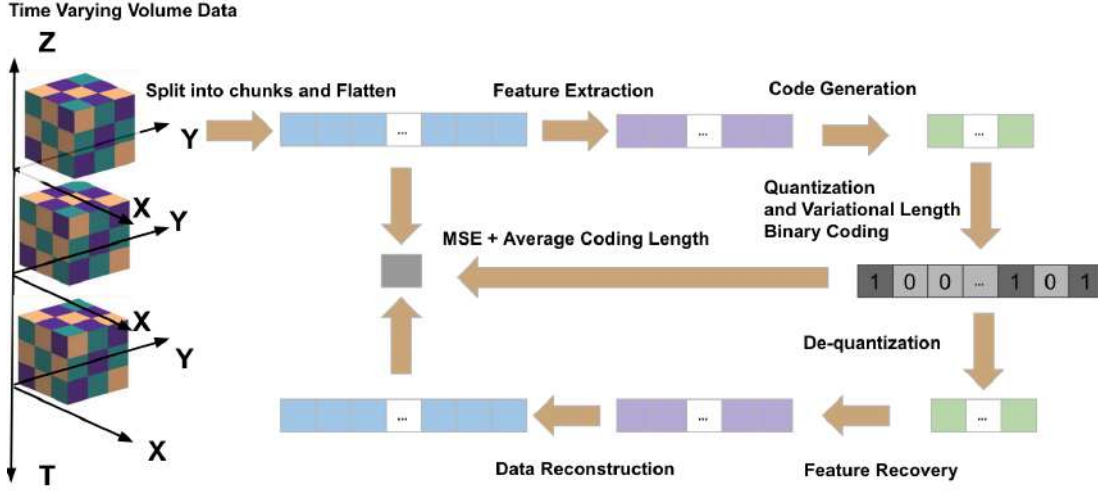 Time Varying Volume Data
Z
Split into chunks and Flatten
Feature Extraction
Code Generation
Y
...
...
...
X
Y
Quantization
and Variational Length
Binary Coding
MSE + Average Coding Length
1 0 0 ... 1 0 1
X
Y
De-quantization
...
...
...
X
T
Data Reconstruction
Feature Recovery